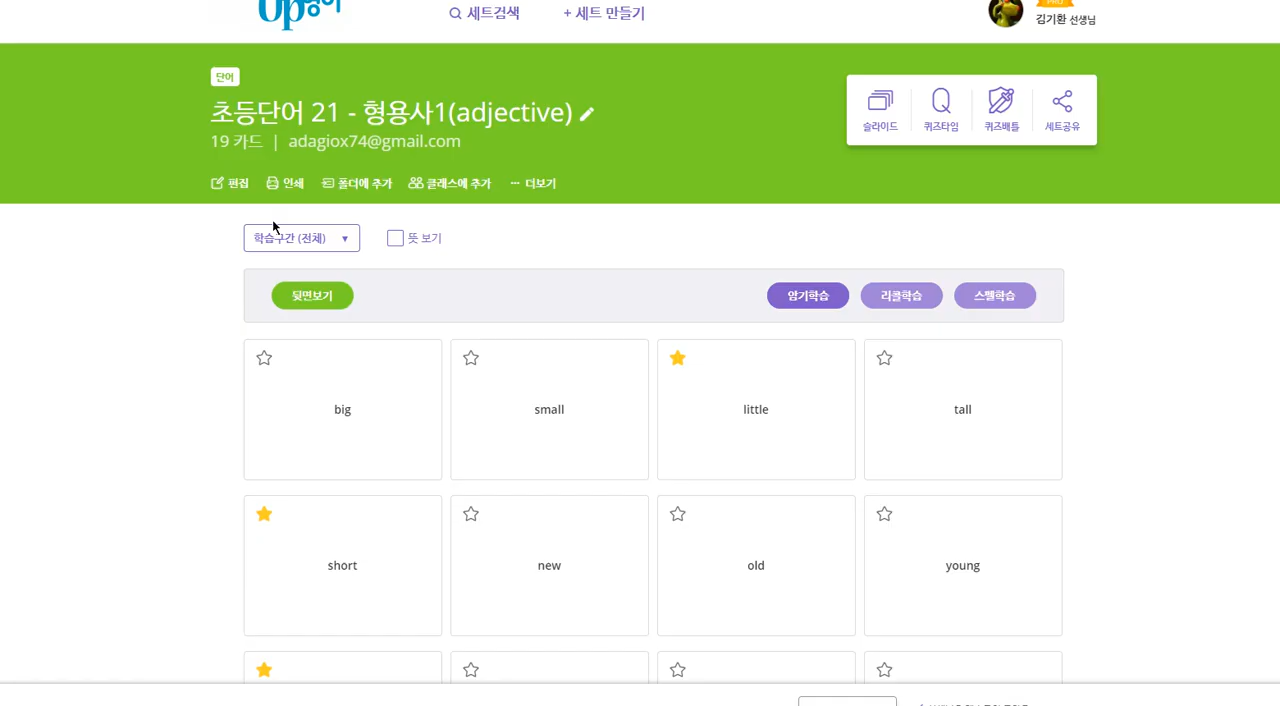 Up
세트검색
+ 세트 만들기
PRO
김기환 선생님
단어
초등단어 21 - 형용사1(adjective)
19 카드 | adagiox74@gmail.com
슬라이드
퀴즈타임
퀴즈배틀
세트공유
편집
인쇄
폴더에 추가
클래스에 추가
··· 더보기
학습구간 (전체) ▼
뜻 보기
뒷면보기
암기학습
리콜학습
스펠학습
big
small
little
tall
short
new
old
young